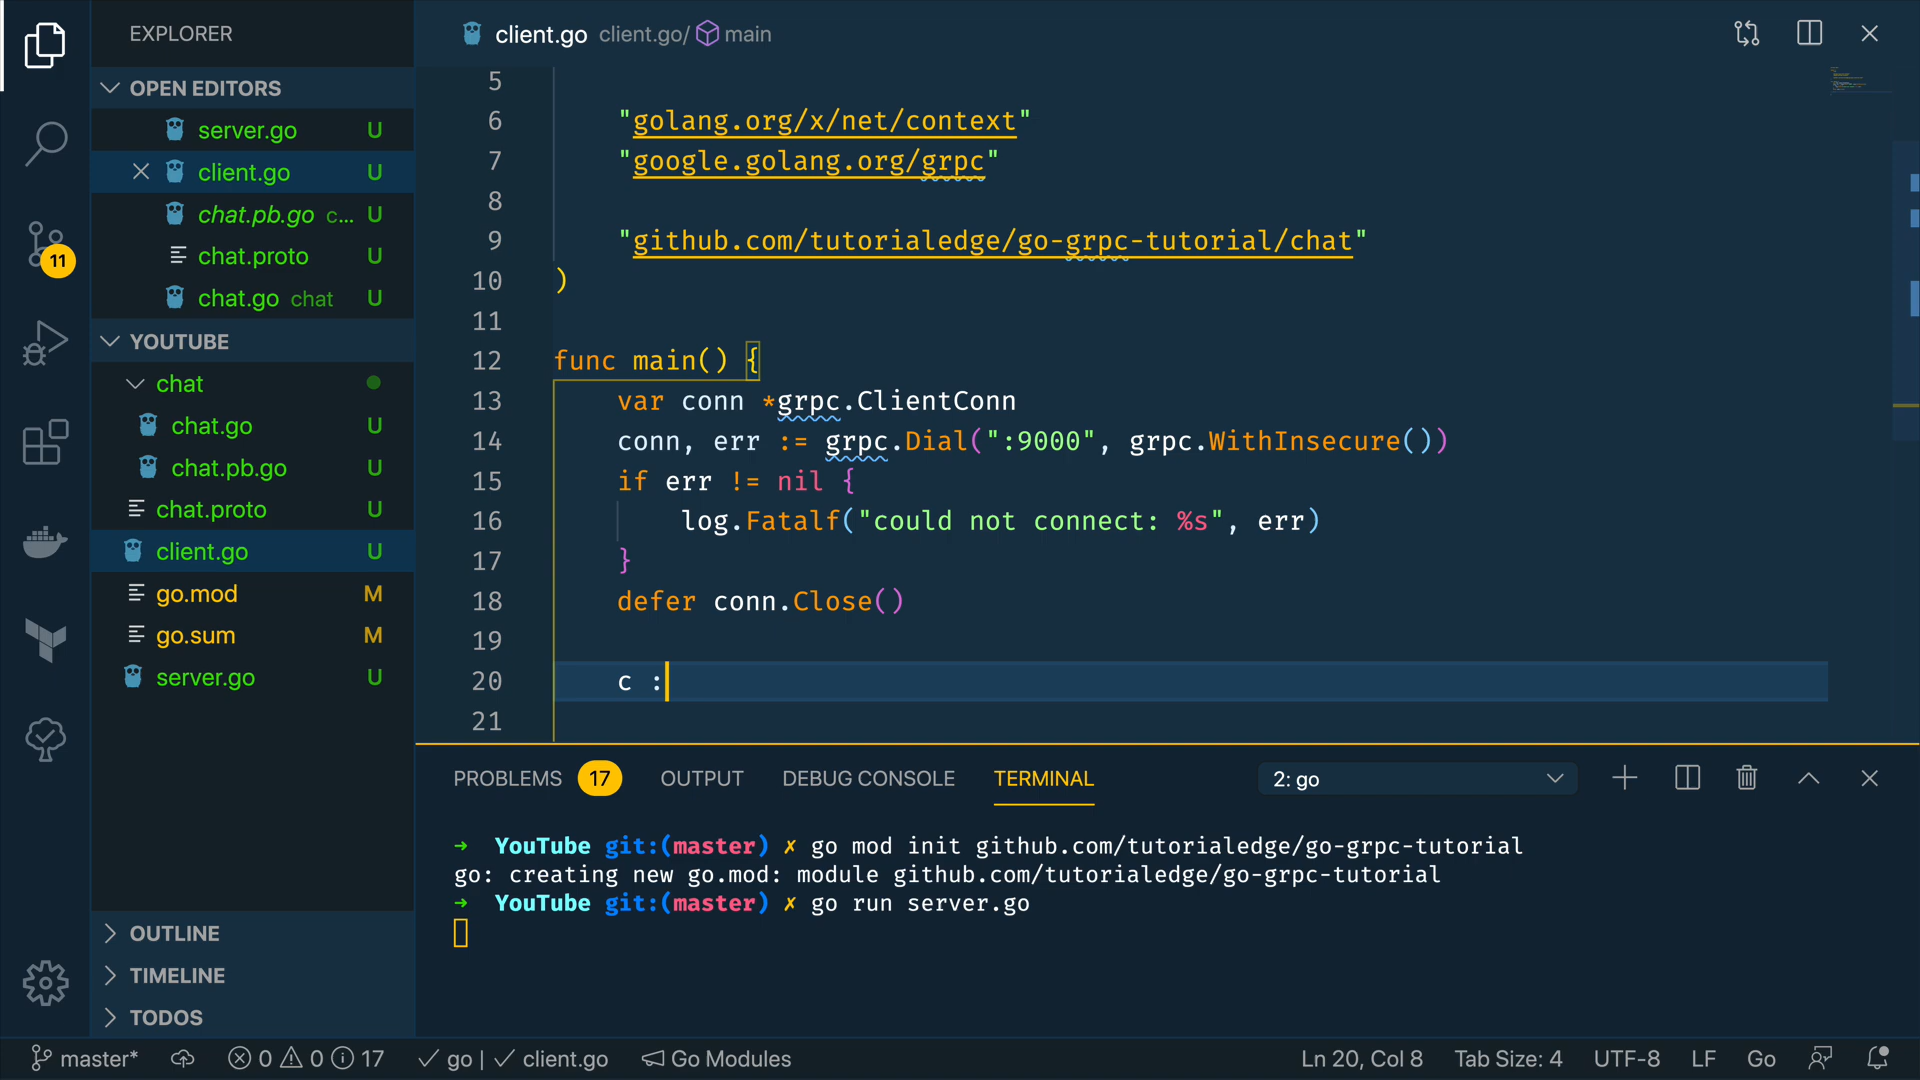 EXPLORER
OPEN EDITORS
server.go U
client.go U
chat.pb.go c... U
chat.proto U
chat.go chat U
YOUTUBE
chat
chat.go U
chat.pb.go U
chat.proto U
client.go U
go.mod M
go.sum M
server.go U
OUTLINE
TIMELINE
TODOS
11
client.go client.go/ main
5
6 "golang.org/x/net/context"
7 "google.golang.org/grpc"
8
9 "github.com/tutorialedge/go-grpc-tutorial/chat"
10 )
11
12 func main() {
13 var conn *grpc.ClientConn
14 conn, err := grpc.Dial(":9000", grpc.WithInsecure())
15 if err != nil {
16 log.Fatalf("could not connect: %s", err)
17 }
18 defer conn.Close()
19
20 c :
21
PROBLEMS 17 OUTPUT DEBUG CONSOLE TERMINAL 2: go
→ YouTube git:(master) ✗ go mod init github.com/tutorialedge/go-grpc-tutorial
go: creating new go.mod: module github.com/tutorialedge/go-grpc-tutorial
→ YouTube git:(master) ✗ go run server.go
master* 0 0 17 go | client.go Go Modules Ln 20, Col 8 Tab Size: 4 UTF-8 LF Go